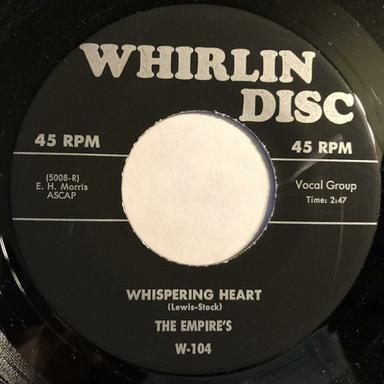 WHIRLIN
DISC
45 RPM
45 RPM
(5008-R)
E. H. Morris
ASCAP
Vocal Group
Time: 2:47
WHISPERING HEART
(Lewis-Stock)
THE EMPIRE'S
W-104